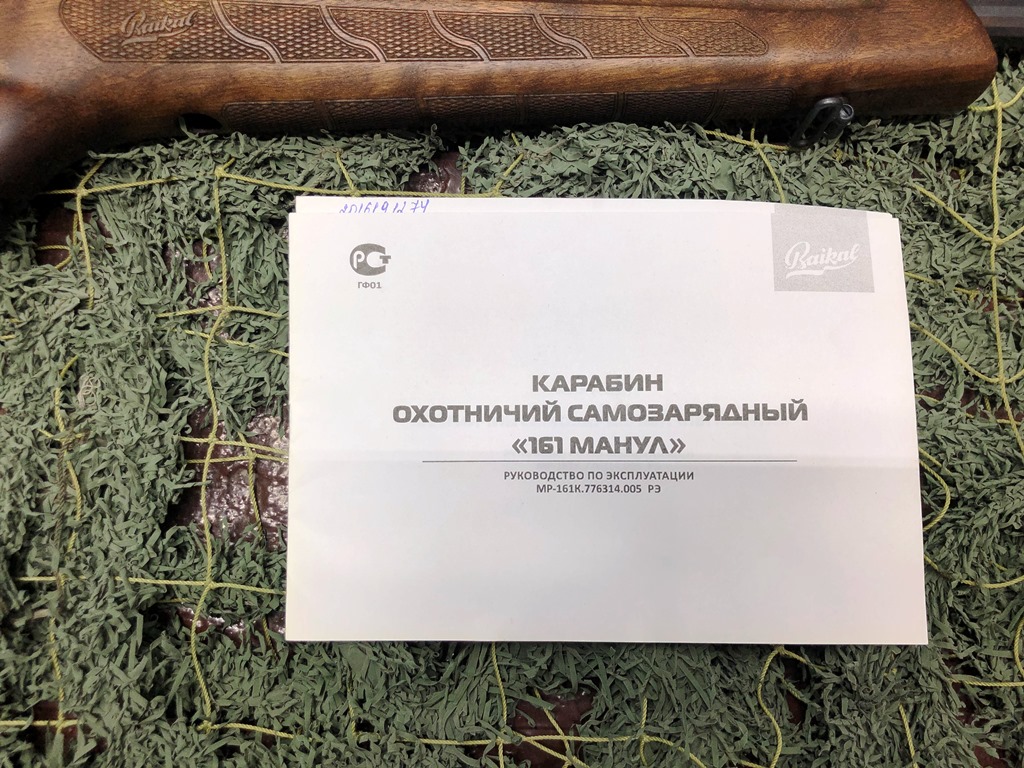 Baikal
2016191274
РСТ
ГФ01
Baikal
КАРАБИН
ОХОТНИЧИЙ САМОЗАРЯДНЫЙ
«161 МАНУЛ»
РУКОВОДСТВО ПО ЭКСПЛУАТАЦИИ
МР-161К.776314.005 РЭ